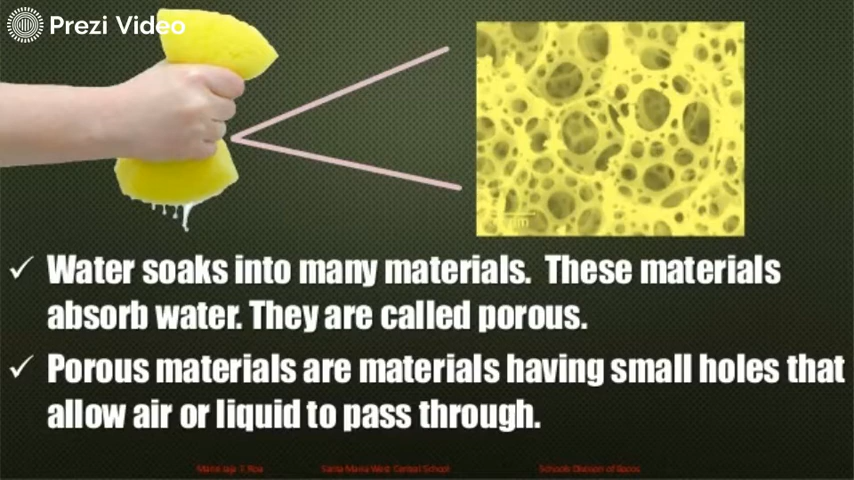 Prezi Video
Water soaks into many materials. These materials
absorb water. They are called porous.
Porous materials are materials having small holes that
allow air or liquid to pass through.
Santa Maria West Central School
Schools Division of Ilocos